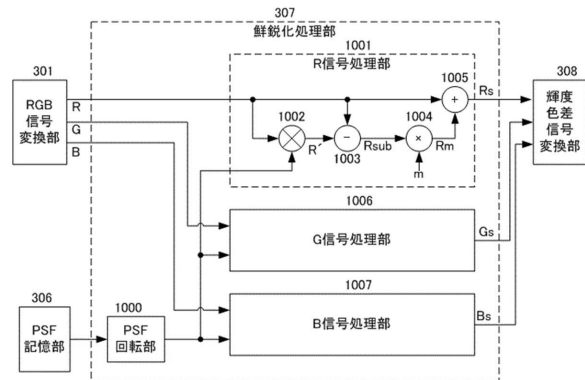 307
鮮鋭化処理部
1001
R信号処理部
301
RGB
信号
変換部
R
G
B
1002
R´
1003
−
Rsub
1004
×
m
Rm
1005
+
Rs
308
輝度
色差
信号
変換部
1006
G信号処理部
Gs
1007
B信号処理部
Bs
306
PSF
記憶部
1000
PSF
回転部